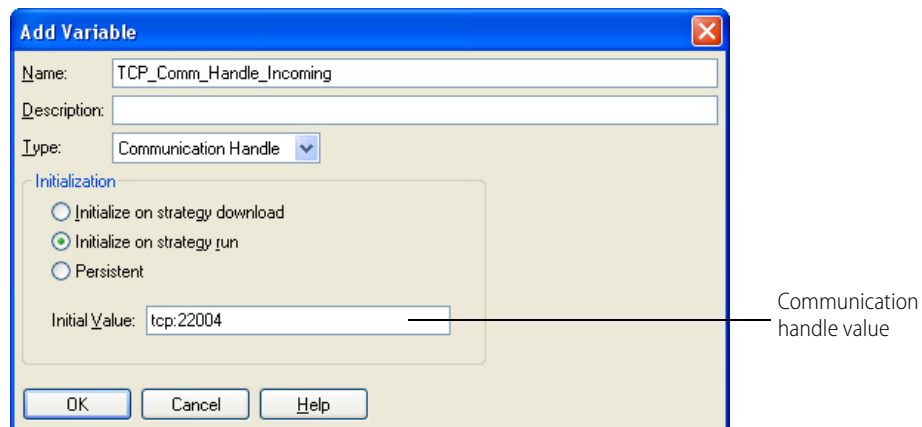 Add Variable
Name: TCP_Comm_Handle_Incoming
Description:
Type: Communication Handle
Initialization
Initialize on strategy download
Initialize on strategy run
Persistent
Initial Value: tcp:22004
Communication
handle value
OK Cancel Help